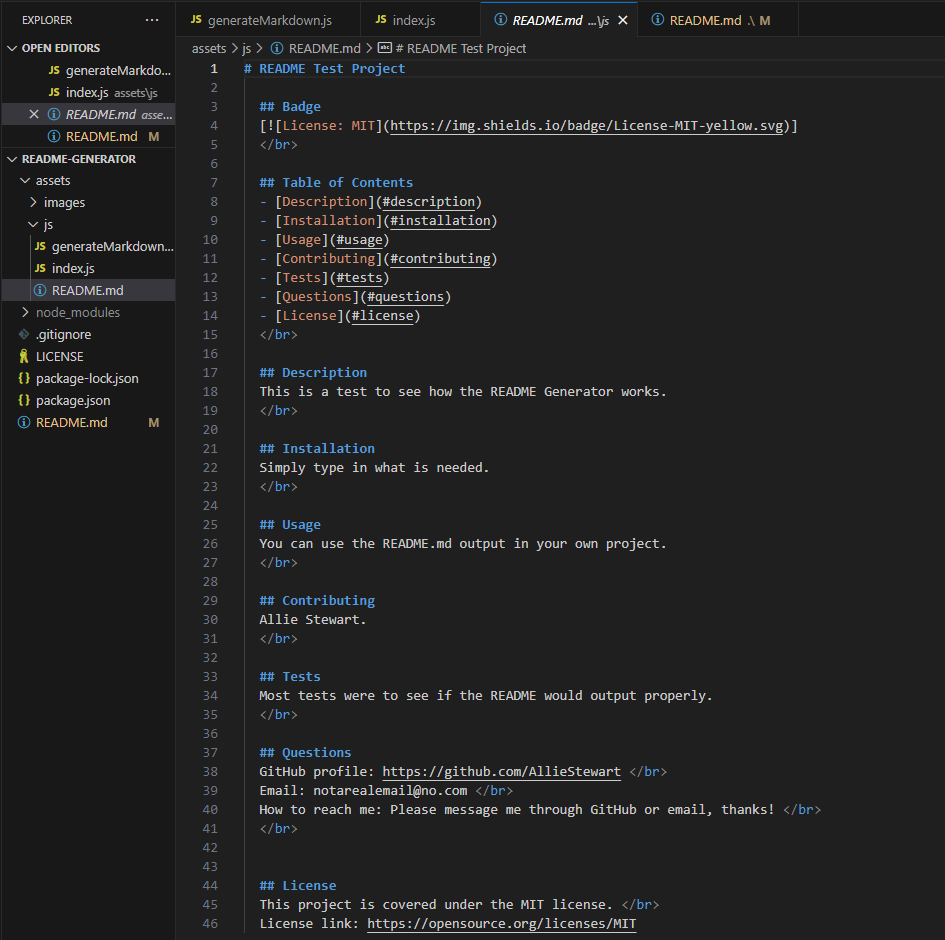 EXPLORER ...
OPEN EDITORS
JS generateMarkdo...
JS index.js assets\js
README.md asse...
README.md M
README-GENERATOR
assets
images
js
JS generateMarkdown...
JS index.js
README.md
node_modules
.gitignore
LICENSE
{} package-lock.json
{} package.json
README.md M
JS generateMarkdown.js JS index.js README.md ...\js README.md .\ M
assets > js > README.md > # README Test Project
1 # README Test Project
2
3 ## Badge
4 [![License: MIT](https://img.shields.io/badge/License-MIT-yellow.svg)]
5 </br>
6
7 ## Table of Contents
8 - [Description](#description)
9 - [Installation](#installation)
10 - [Usage](#usage)
11 - [Contributing](#contributing)
12 - [Tests](#tests)
13 - [Questions](#questions)
14 - [License](#license)
15 </br>
16
17 ## Description
18 This is a test to see how the README Generator works.
19 </br>
20
21 ## Installation
22 Simply type in what is needed.
23 </br>
24
25 ## Usage
26 You can use the README.md output in your own project.
27 </br>
28
29 ## Contributing
30 Allie Stewart.
31 </br>
32
33 ## Tests
34 Most tests were to see if the README would output properly.
35 </br>
36
37 ## Questions
38 GitHub profile: https://github.com/AllieStewart </br>
39 Email: notarealemail@no.com </br>
40 How to reach me: Please message me through GitHub or email, thanks! </br>
41 </br>
42
43
44 ## License
45 This project is covered under the MIT license. </br>
46 License link: https://opensource.org/licenses/MIT